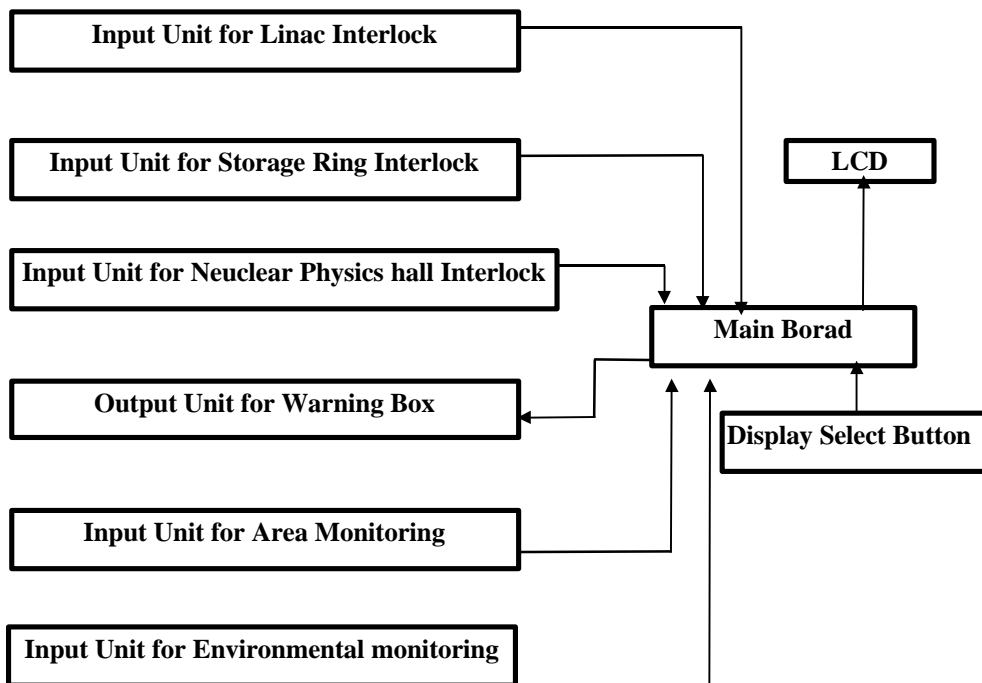 Input Unit for Linac Interlock
Input Unit for Storage Ring Interlock
LCD
Input Unit for Neuclear Physics hall Interlock
Main Borad
Output Unit for Warning Box
Display Select Button
Input Unit for Area Monitoring
Input Unit for Environmental monitoring